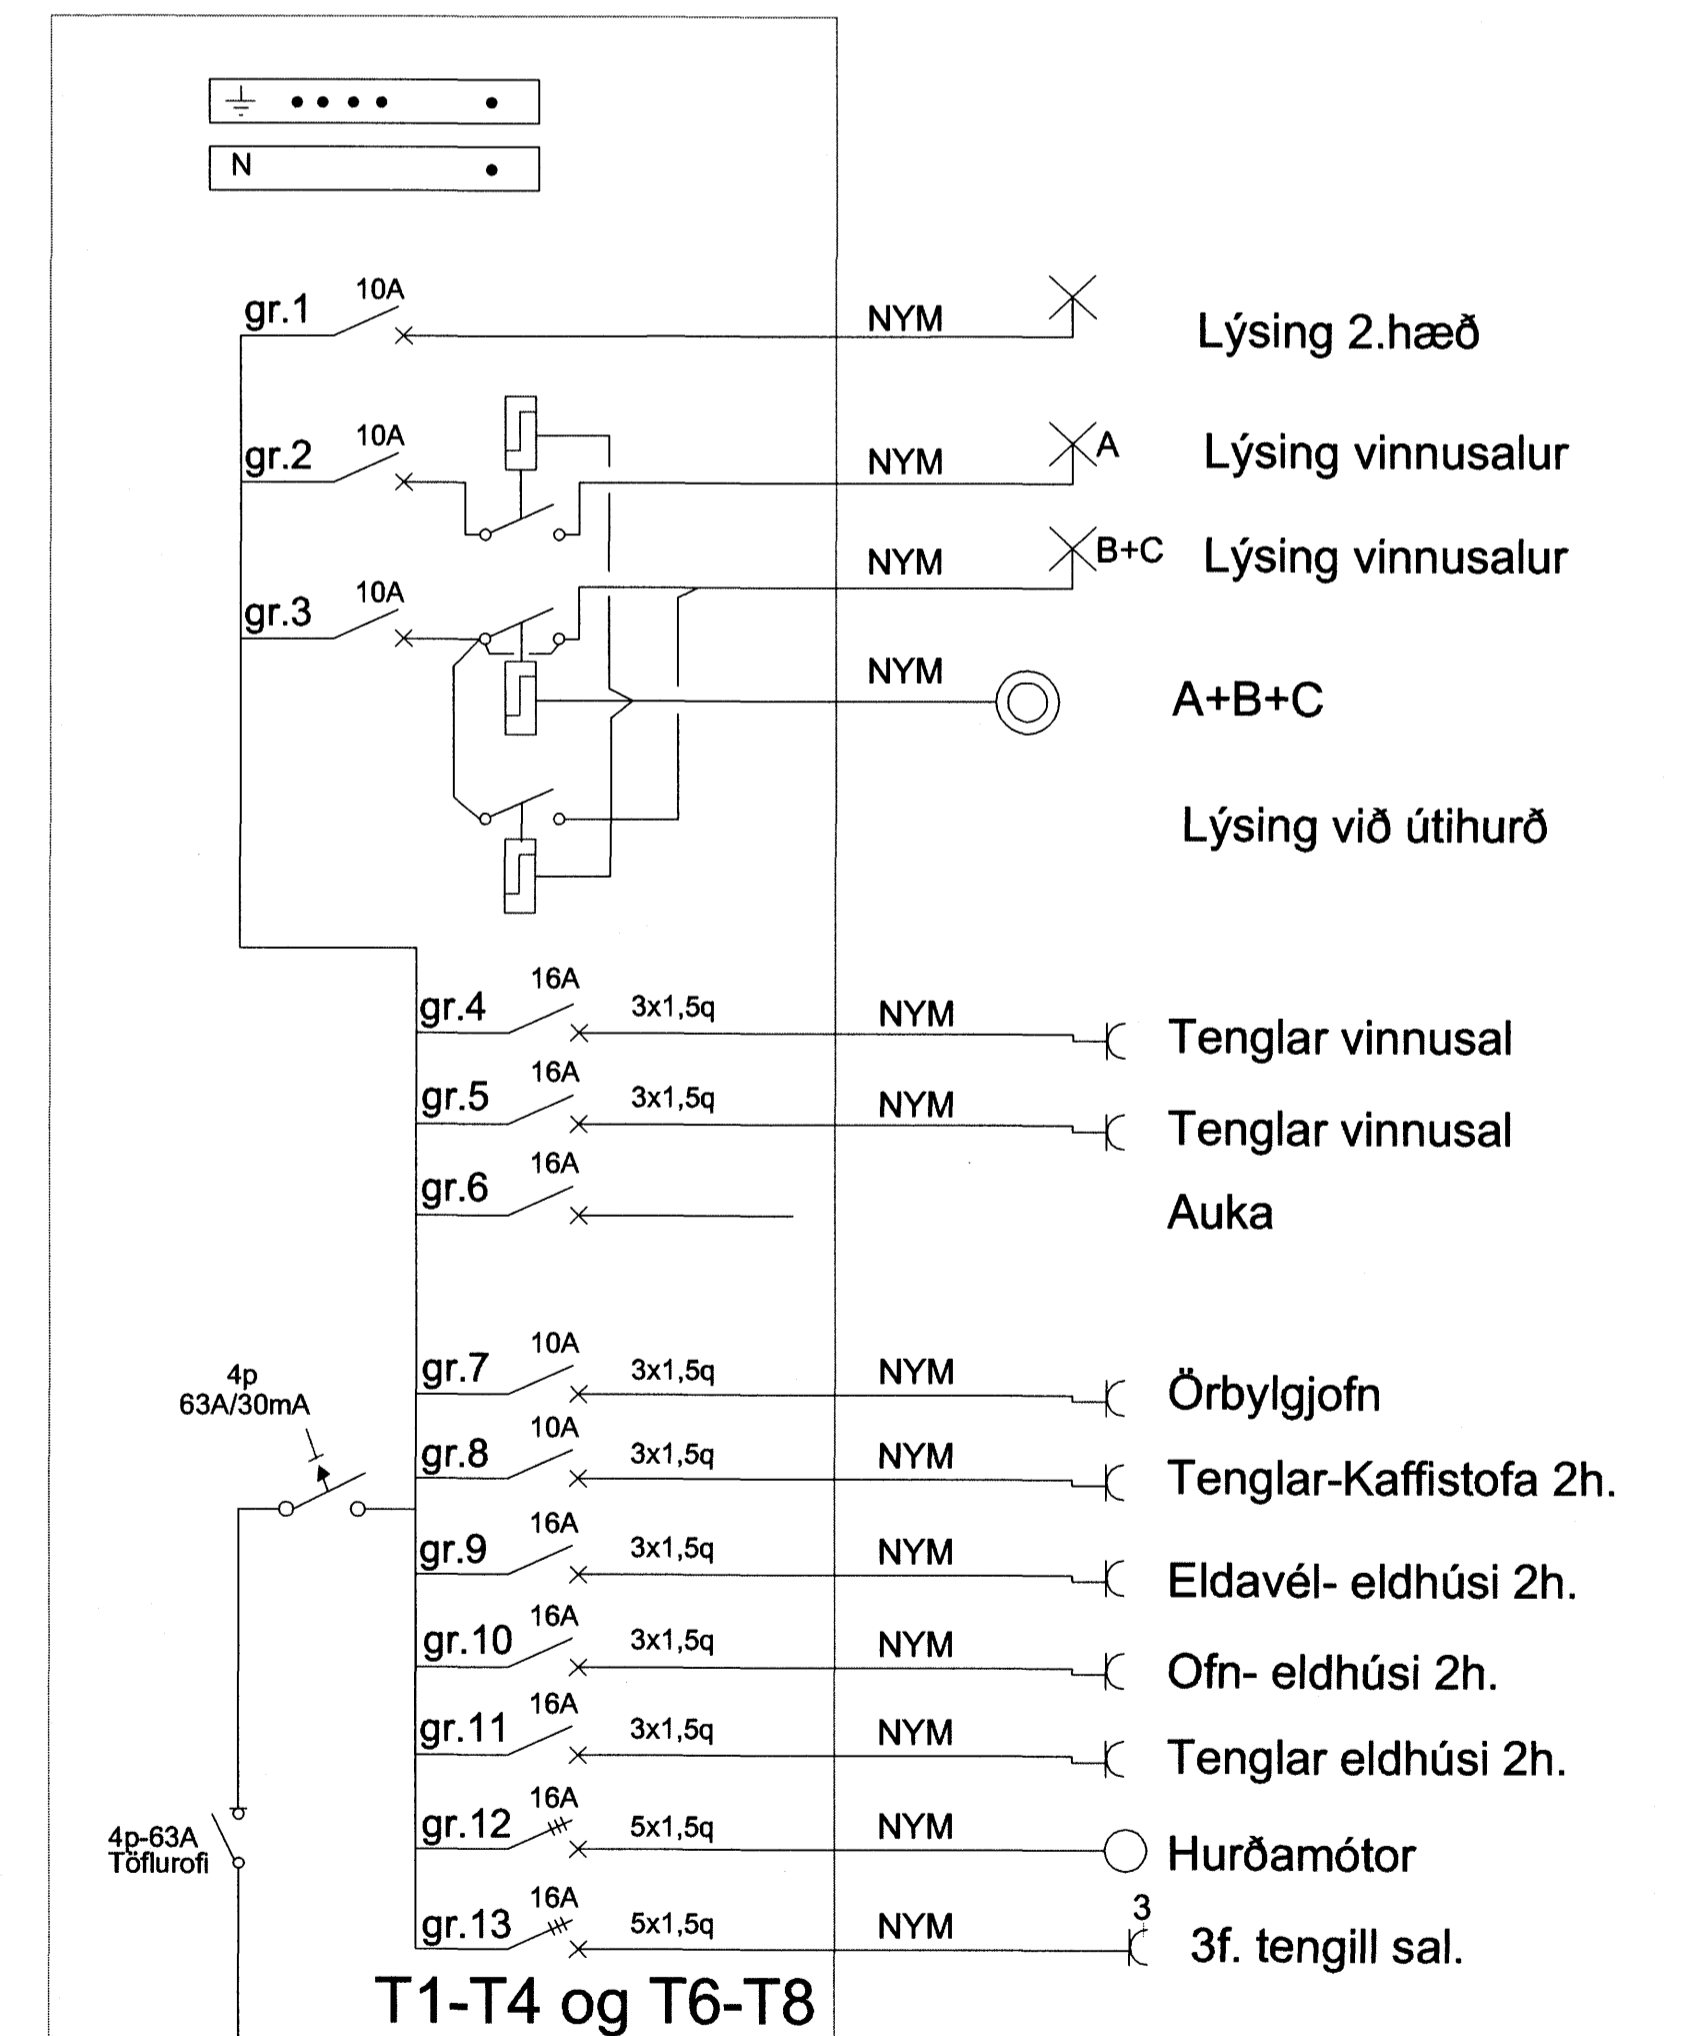 N
gr.1 10A NYM Lýsing 2.hæð
gr.2 10A NYM A Lýsing vinnusalur
NYM B+C Lýsing vinnusalur
gr.3 10A
NYM A+B+C
Lýsing við útihurð
gr.4 16A 3x1,5q NYM Tenglar vinnusal
gr.5 16A 3x1,5q NYM Tenglar vinnusal
gr.6 16A Auka
gr.7 10A 3x1,5q NYM Örbylgjofn
4p
63A/30mA
gr.8 10A 3x1,5q NYM Tenglar-Kaffistofa 2h.
gr.9 16A 3x1,5q NYM Eldavél- eldhúsi 2h.
gr.10 16A 3x1,5q NYM Ofn- eldhúsi 2h.
gr.11 16A 3x1,5q NYM Tenglar eldhúsi 2h.
gr.12 16A 5x1,5q NYM Hurðamótor
4p-63A
Töflurofi
gr.13 16A 5x1,5q NYM 3 3f. tengill sal.
T1-T4 og T6-T8